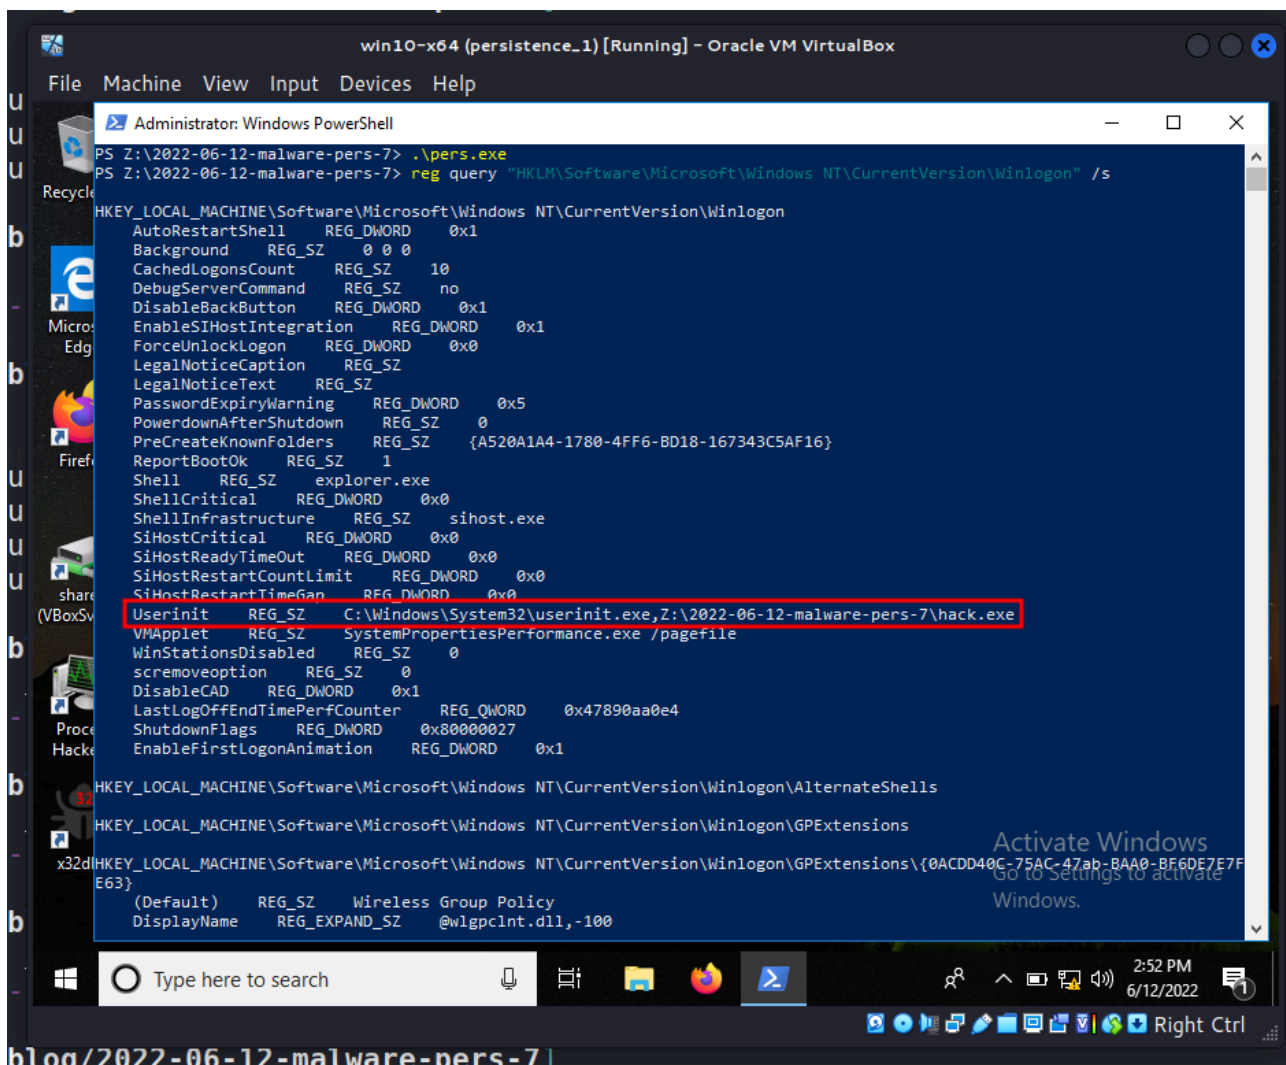 win10-x64 (persistence_1) [Running] - Oracle VM VirtualBox
File Machine View Input Devices Help
Administrator: Windows PowerShell
PS Z:\2022-06-12-malware-pers-7> .\pers.exe
PS Z:\2022-06-12-malware-pers-7> reg query "HKLM\Software\Microsoft\Windows NT\CurrentVersion\Winlogon" /s
HKEY_LOCAL_MACHINE\Software\Microsoft\Windows NT\CurrentVersion\Winlogon
AutoRestartShell REG_DWORD 0x1
Background REG_SZ 0 0 0
CachedLogonsCount REG_SZ 10
DebugServerCommand REG_SZ no
DisableBackButton REG_DWORD 0x1
EnableSIHostIntegration REG_DWORD 0x1
ForceUnlockLogon REG_DWORD 0x0
LegalNoticeCaption REG_SZ
LegalNoticeText REG_SZ
PasswordExpiryWarning REG_DWORD 0x5
PowerdownAfterShutdown REG_SZ 0
PreCreateKnownFolders REG_SZ {A520A1A4-1780-4FF6-BD18-167343C5AF16}
ReportBootOk REG_SZ 1
Shell REG_SZ explorer.exe
ShellCritical REG_DWORD 0x0
ShellInfrastructure REG_SZ sihost.exe
SiHostCritical REG_DWORD 0x0
SiHostReadyTimeOut REG_DWORD 0x0
SiHostRestartCountLimit REG_DWORD 0x0
SiHostRestartTimeGap REG_DWORD 0x0
Userinit REG_SZ C:\Windows\System32\userinit.exe,Z:\2022-06-12-malware-pers-7\hack.exe
VMApplet REG_SZ SystemPropertiesPerformance.exe /pagefile
WinStationsDisabled REG_SZ 0
scremoveoption REG_SZ 0
DisableCAD REG_DWORD 0x1
LastLogOffEndTimePerfCounter REG_QWORD 0x47890aa0e4
ShutdownFlags REG_DWORD 0x80000027
EnableFirstLogonAnimation REG_DWORD 0x1
HKEY_LOCAL_MACHINE\Software\Microsoft\Windows NT\CurrentVersion\Winlogon\AlternateShells
HKEY_LOCAL_MACHINE\Software\Microsoft\Windows NT\CurrentVersion\Winlogon\GPExtensions
HKEY_LOCAL_MACHINE\Software\Microsoft\Windows NT\CurrentVersion\Winlogon\GPExtensions\{0ACDD40C-75AC-47ab-BAA0-BF6DE7E7F
E63}
(Default) REG_SZ Wireless Group Policy
DisplayName REG_EXPAND_SZ @wlgpclnt.dll,-100
Recycle
Micros
Edg
Firef
share
(VBoxSv
Proce
Hacke
32
x32d
Activate Windows
Go to Settings to activate
Windows.
Type here to search
2:52 PM
6/12/2022
1
Right Ctrl
blog/2022-06-12-malware-pers-7]